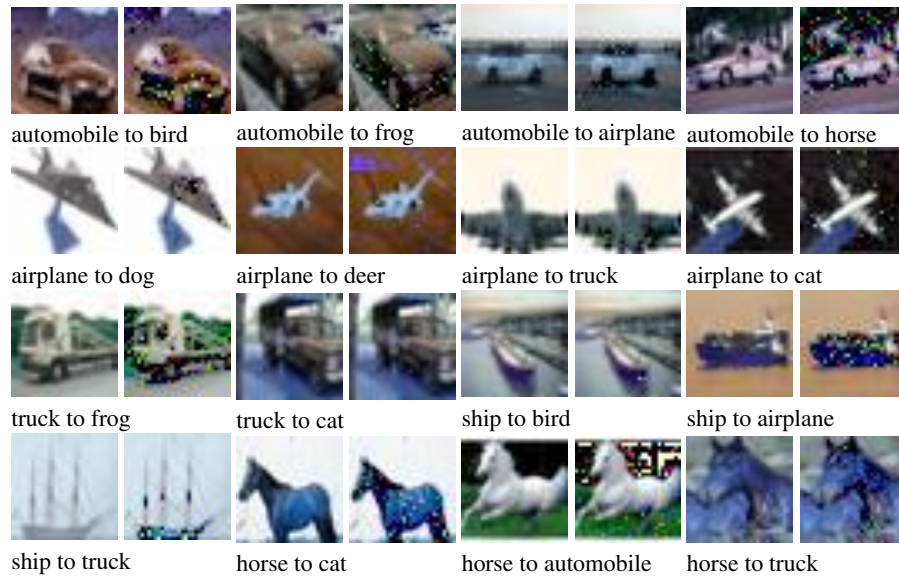 automobile to bird
automobile to frog
automobile to airplane
automobile to horse
airplane to dog
airplane to deer
airplane to truck
airplane to cat
truck to frog
truck to cat
ship to bird
ship to airplane
ship to truck
horse to cat
horse to automobile
horse to truck